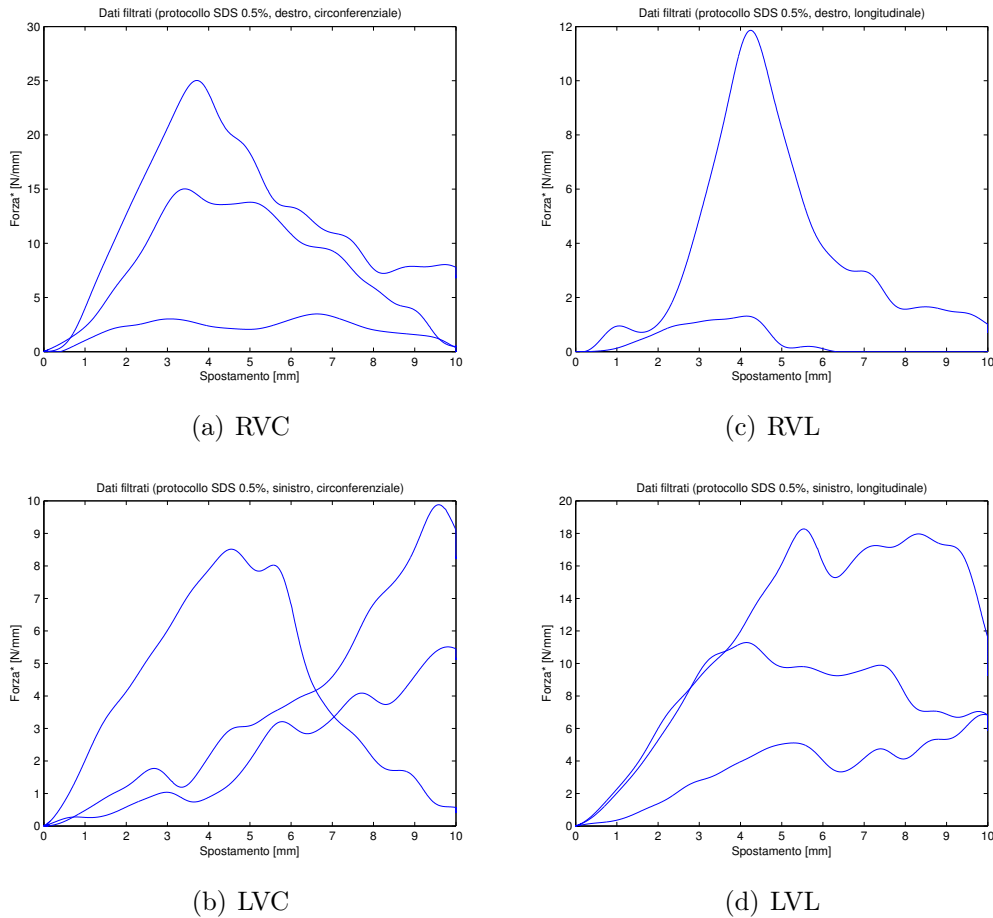 Dati filtrati (protocollo SDS 0.5%, destro, circonferenziale)
30
25
20
15
10
5
0
Forza* [N/mm]
0 1 2 3 4 5 6 7 8 9 10
Spostamento [mm]
(a) RVC
Dati filtrati (protocollo SDS 0.5%, destro, longitudinale)
12
10
8
6
4
2
0
Forza* [N/mm]
0 1 2 3 4 5 6 7 8 9 10
Spostamento [mm]
(c) RVL
Dati filtrati (protocollo SDS 0.5%, sinistro, circonferenziale)
10
9
8
7
6
5
4
3
2
1
0
Forza* [N/mm]
0 1 2 3 4 5 6 7 8 9 10
Spostamento [mm]
(b) LVC
Dati filtrati (protocollo SDS 0.5%, sinistro, longitudinale)
20
18
16
14
12
10
8
6
4
2
0
Forza* [N/mm]
0 1 2 3 4 5 6 7 8 9 10
Spostamento [mm]
(d) LVL